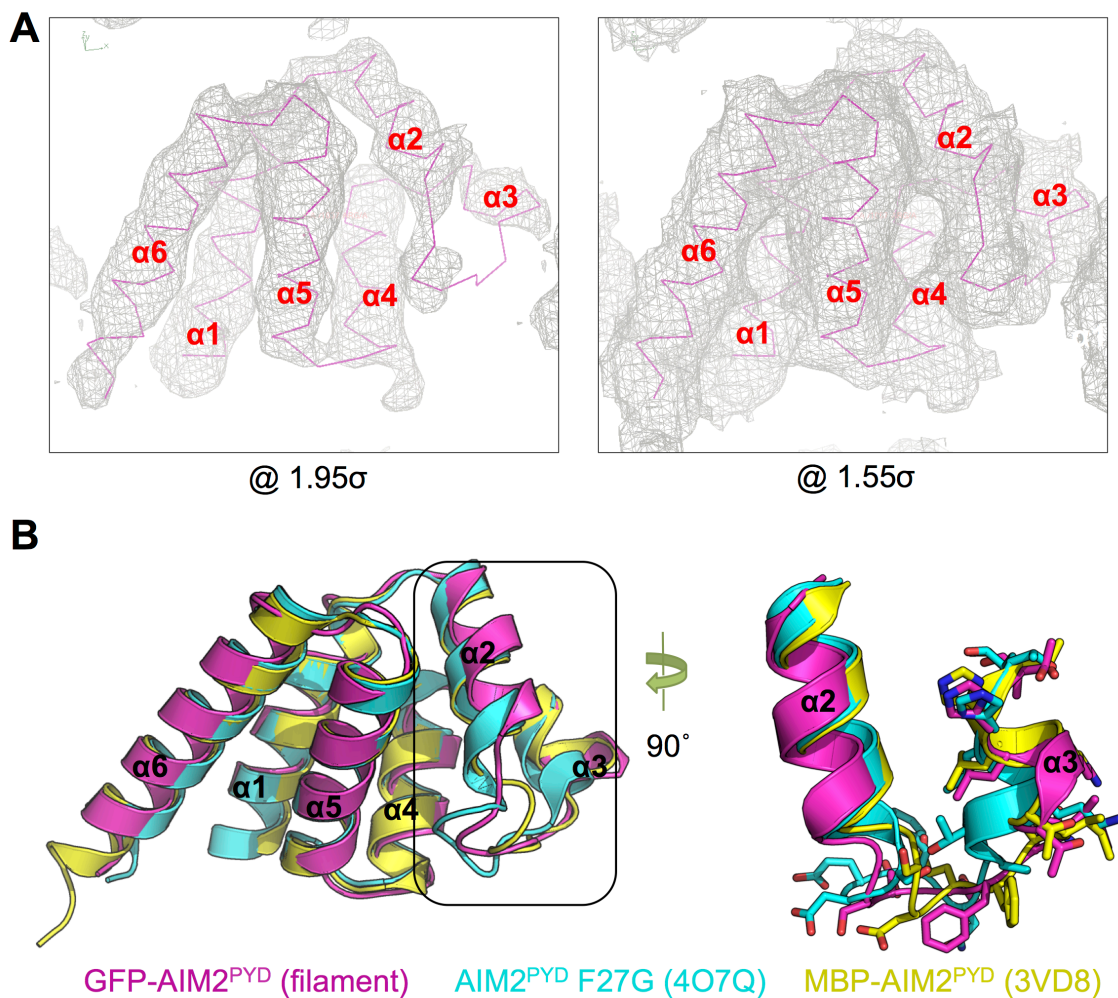 A
α2
α3
α6
α5
α4
α1
@ 1.95σ
α2
α3
α6
α5
α4
α1
@ 1.55σ
B
α2
α6
α1
α5
α4
α3
90°
α2
α3
GFP-AIM2PYD (filament) AIM2PYD F27G (4O7Q) MBP-AIM2PYD (3VD8)